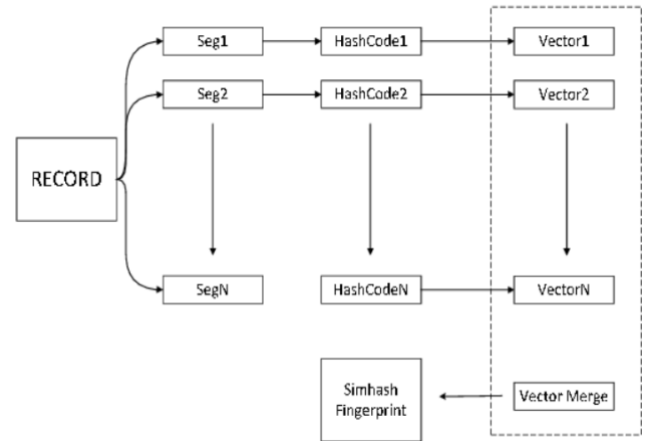 Seg1
HashCode1
Vector1
Seg2
HashCode2
Vector2
RECORD
SegN
HashCodeN
VectorN
Simhash
Fingerprint
Vector Merge